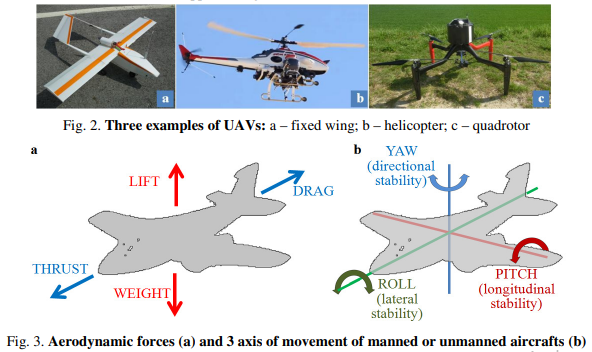 a
b
c
Fig. 2. Three examples of UAVs: a – fixed wing; b – helicopter; c – quadrotor
a
LIFT
DRAG
THRUST
WEIGHT
b
YAW
(directional
stability)
ROLL
(lateral
stability)
PITCH
(longitudinal
stability)
Fig. 3. Aerodynamic forces (a) and 3 axis of movement of manned or unmanned aircrafts (b)